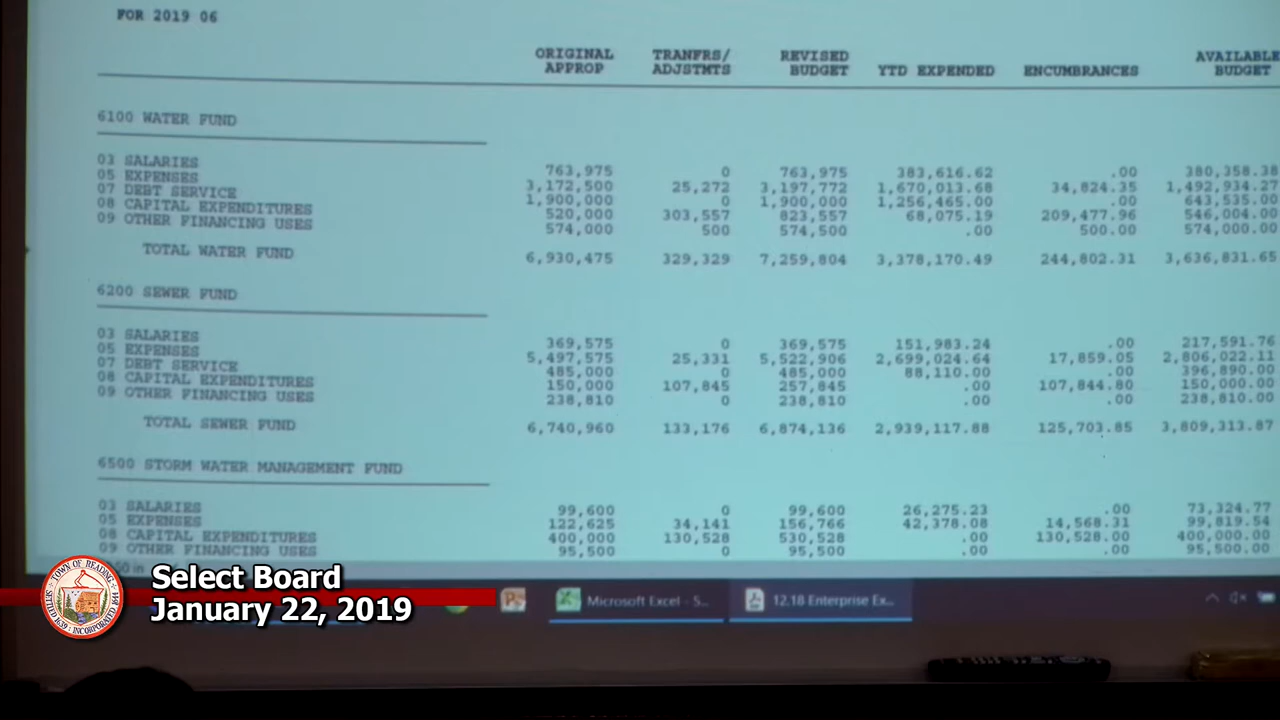 FOR 2019 06
ORIGINAL APPROP TRANFRS/ ADJSTMTS REVISED BUDGET YTD EXPENDED ENCUMBRANCES AVAILABLE BUDGET
6100 WATER FUND
03 SALARIES 763,975 0 763,975 383,616.62 .00 380,358.38
05 EXPENSES 3,172,500 25,272 3,197,772 1,670,013.68 34,824.35 1,492,934.27
07 DEBT SERVICE 1,900,000 0 1,900,000 1,256,465.00 .00 643,535.00
08 CAPITAL EXPENDITURES 520,000 303,557 823,557 68,075.19 209,477.96 546,004.00
09 OTHER FINANCING USES 574,000 500 574,500 .00 500.00 574,000.00
TOTAL WATER FUND 6,930,475 329,329 7,259,804 3,378,170.49 244,802.31 3,636,831.65
6200 SEWER FUND
03 SALARIES 369,575 0 369,575 151,983.24 .00 217,591.76
05 EXPENSES 5,497,575 25,331 5,522,906 2,699,024.64 17,859.05 2,806,022.11
07 DEBT SERVICE 485,000 0 485,000 88,110.00 .00 396,890.00
08 CAPITAL EXPENDITURES 150,000 107,845 257,845 .00 107,844.80 150,000.00
09 OTHER FINANCING USES 238,810 0 238,810 .00 .00 238,810.00
TOTAL SEWER FUND 6,740,960 133,176 6,874,136 2,939,117.88 125,703.85 3,809,313.87
6500 STORM WATER MANAGEMENT FUND
03 SALARIES 99,600 0 99,600 26,275.23 .00 73,324.77
05 EXPENSES 122,625 34,141 156,766 42,378.08 14,568.31 99,819.54
08 CAPITAL EXPENDITURES 400,000 130,528 530,528 .00 130,528.00 400,000.00
09 OTHER FINANCING USES 95,500 0 95,500 .00 .00 95,500.00
Microsoft Excel - S... 12.18 Enterprise Ex...
TOWN OF READING
INCORPORATED
Select Board
January 22, 2019